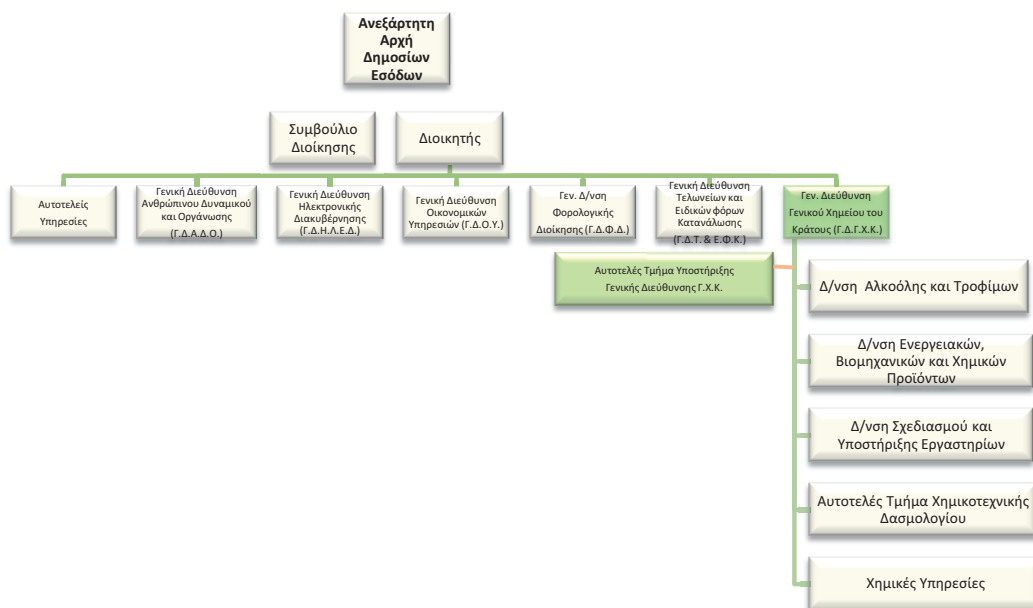 Ανεξάρτητη
Αρχή
Δημοσίων
Εσόδων
Συμβούλιο
Διοίκησης
Διοικητής
Αυτοτελείς
Υπηρεσίες
Γενική Διεύθυνση
Ανθρώπινου Δυναμικού
και Οργάνωσης
(Γ.Δ.Α.Δ.Ο.)
Γενική Διεύθυνση
Ηλεκτρονικής
Διακυβέρνησης
(Γ.Δ.Η.Λ.Ε.Δ.)
Γενική Διεύθυνση
Οικονομικών
Υπηρεσιών (Γ.Δ.Ο.Υ.)
Γεν. Δ/νση
Φορολογικής
Διοίκησης (Γ.Δ.Φ.Δ.)
Γενική Διεύθυνση
Τελωνείων και
Ειδικών φόρων
Κατανάλωσης
(Γ.Δ.Τ. & Ε.Φ.Κ.)
Γεν. Διεύθυνση
Γενικού Χημείου του
Κράτους (Γ.Δ.Γ.Χ.Κ.)
Αυτοτελές Τμήμα Υποστήριξης
Γενικής Διεύθυνσης Γ.Χ.Κ.
Δ/νση  Αλκοόλης και Τροφίμων
Δ/νση Ενεργειακών,
Βιομηχανικών και Χημικών
Προϊόντων
Δ/νση Σχεδιασμού και
Υποστήριξης Εργαστηρίων
Αυτοτελές Τμήμα Χημικοτεχνικής
Δασμολογίου
Χημικές Υπηρεσίες